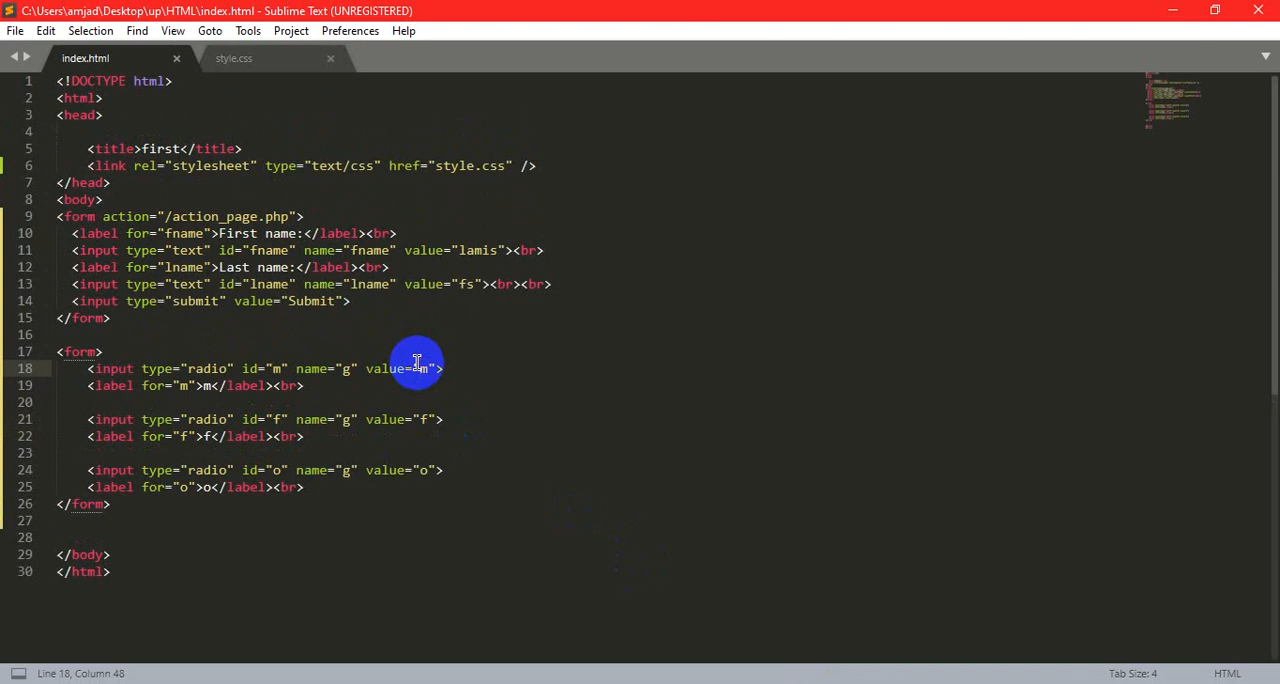 C:\Users\amjad\Desktop\up\HTML\index.html - Sublime Text (UNREGISTERED)
File Edit Selection Find View Goto Tools Project Preferences Help
index.html × style.css ×
1 <!DOCTYPE html>
2 <html>
3 <head>
4
5 <title>first</title>
6 <link rel="stylesheet" type="text/css" href="style.css" />
7 </head>
8 <body>
9 <form action="/action_page.php">
10 <label for="fname">First name:</label><br>
11 <input type="text" id="fname" name="fname" value="lamis"><br>
12 <label for="lname">Last name:</label><br>
13 <input type="text" id="lname" name="lname" value="fs"><br><br>
14 <input type="submit" value="Submit">
15 </form>
16
17 <form>
18 <input type="radio" id="m" name="g" value="m">
19 <label for="m">m</label><br>
20
21 <input type="radio" id="f" name="g" value="f">
22 <label for="f">f</label><br>
23
24 <input type="radio" id="o" name="g" value="o">
25 <label for="o">o</label><br>
26 </form>
27
28
29 </body>
30 </html>
Line 18, Column 48 Tab Size: 4 HTML